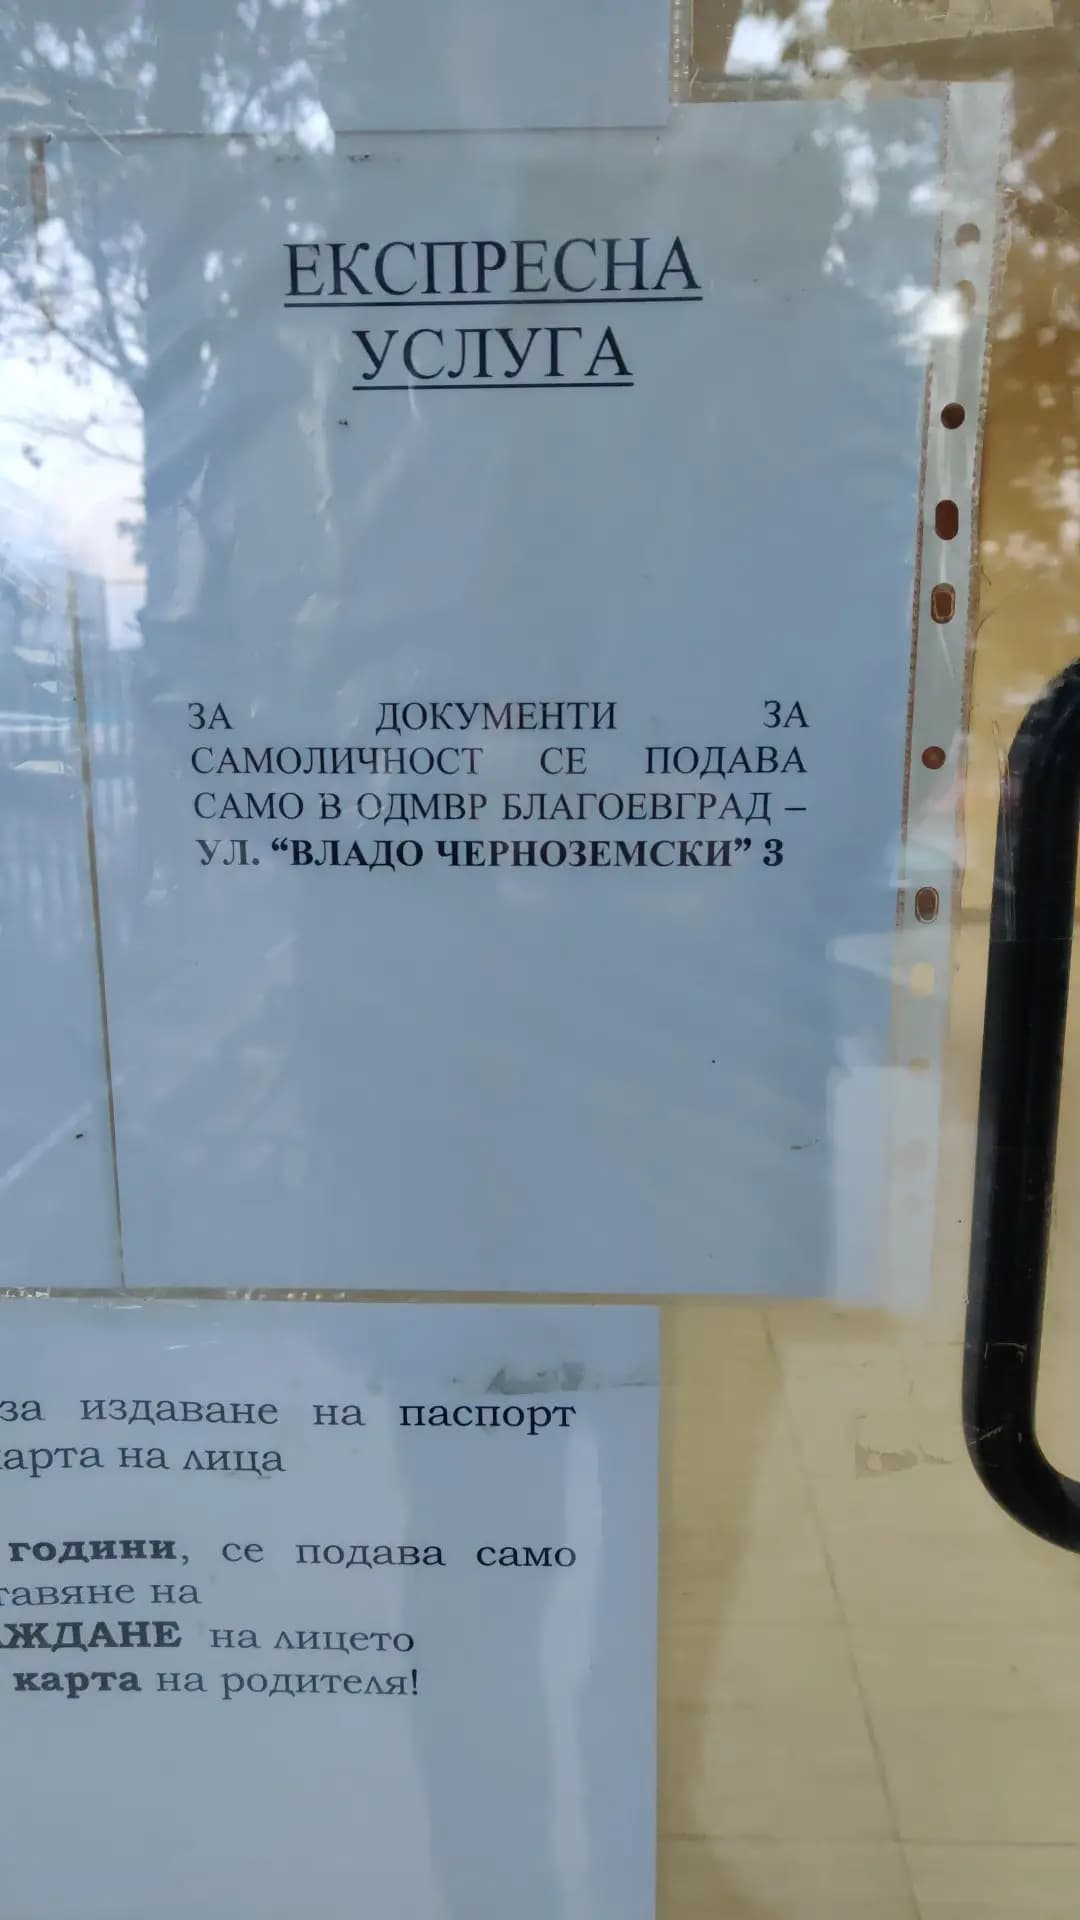 ЕКСПРЕСНА
УСЛУГА
ЗА ДОКУМЕНТИ ЗА
САМОЛИЧНОСТ СЕ ПОДАВА
САМО В ОДМВР БЛАГОЕВГРАД –
УЛ. “ВЛАДО ЧЕРНОЗЕМСКИ” 3
за издаване на паспорт
на лица
години, се подава само
на
на лицето
карта на родителя!